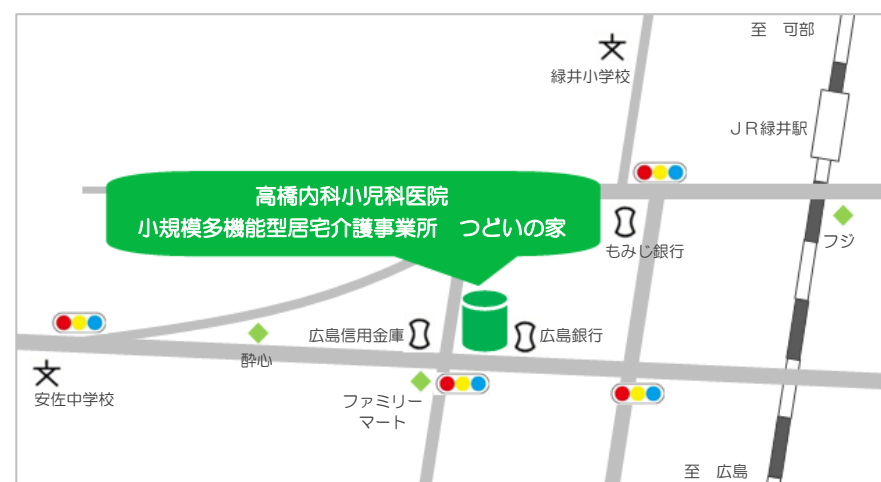 至　可部
緑井小学校
ＪＲ緑井駅
高橋内科小児科医院
小規模多機能型居宅介護事業所　つどいの家
もみじ銀行
フジ
広島信用金庫
広島銀行
酔心
安佐中学校
ファミリー
マート
至　広島